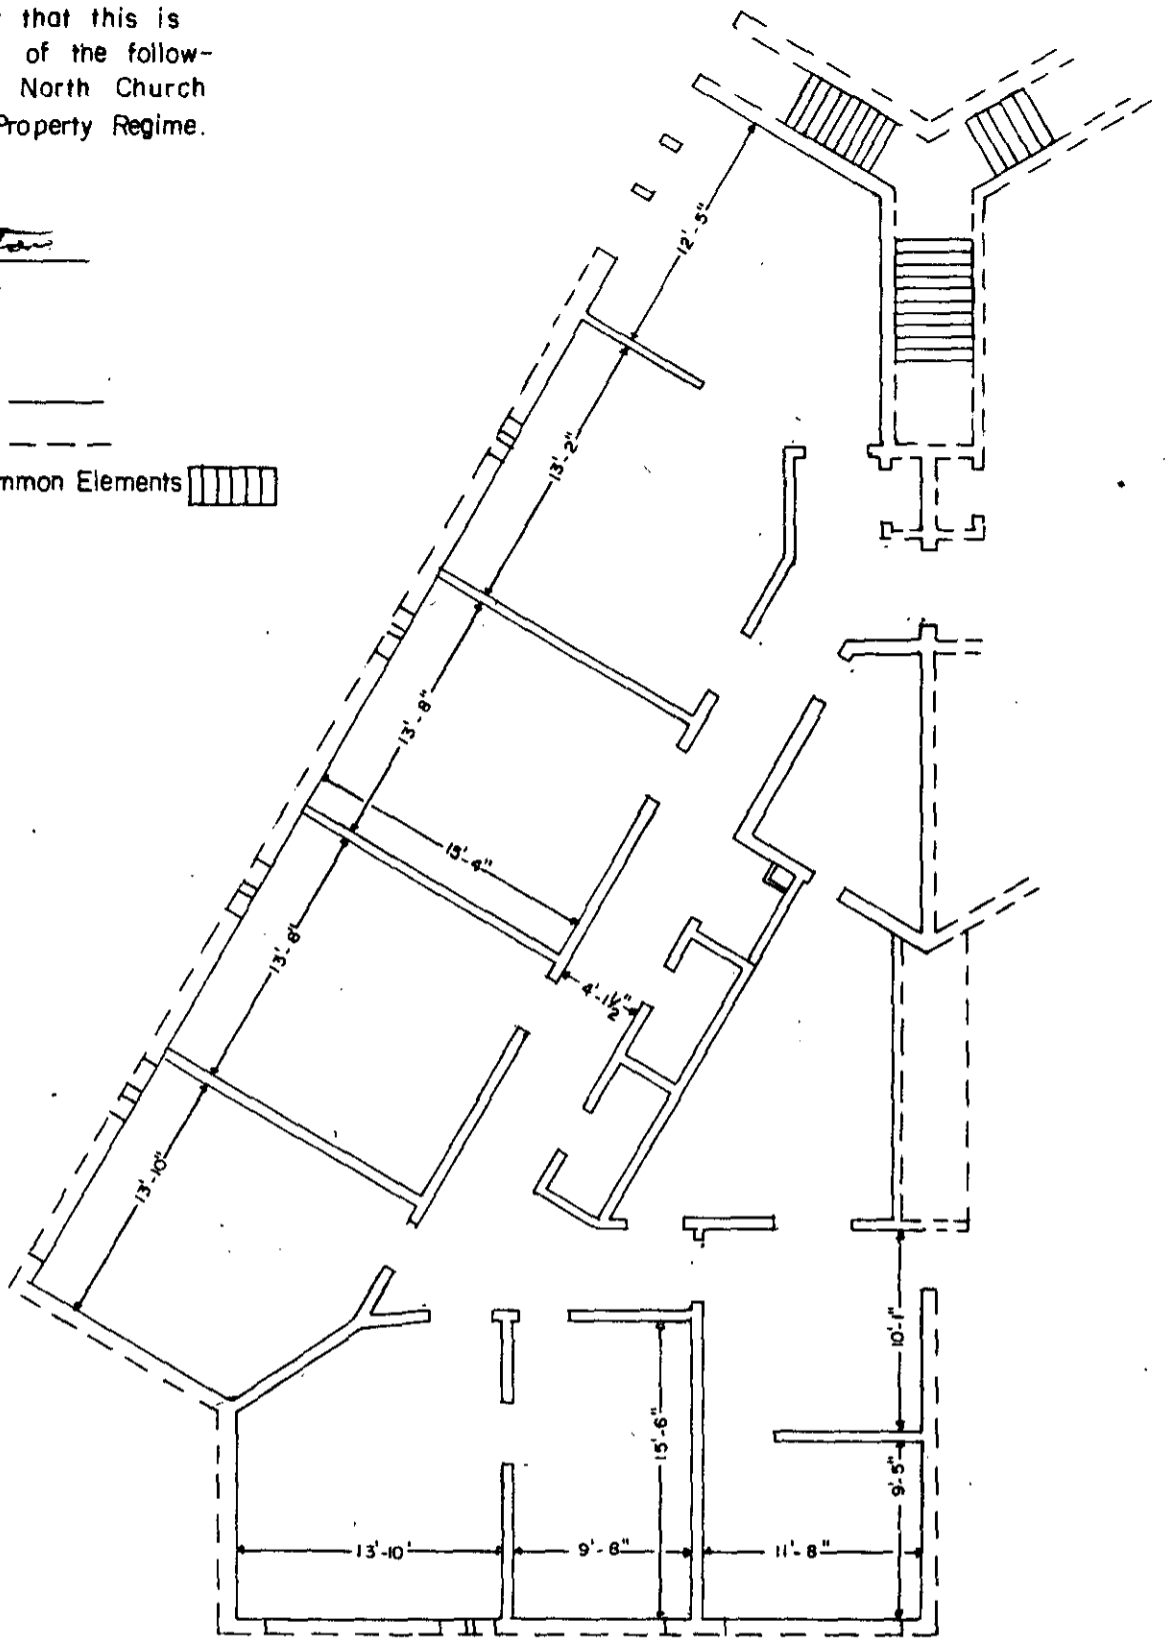 that this is
of the follow-
North Church
Property Regime.
mmon Elements
12'-5"
13'-2"
13'-8"
15'-4"
13'-8'
4'-1½"
13'-10"
10'-1"
15'-6"
9'-5"
13'-10'
9'-8"
11'-8"